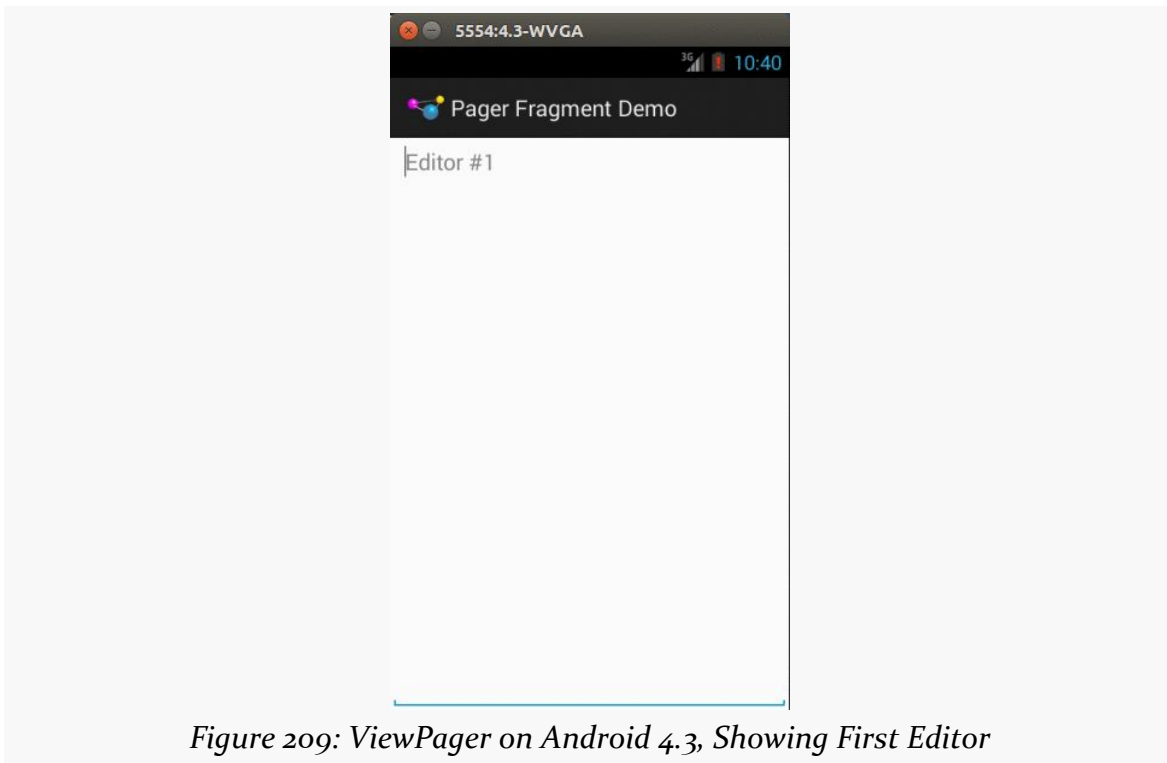 5554:4.3-WVGA
3G 10:40
Pager Fragment Demo
Editor #1
Figure 209: ViewPager on Android 4.3, Showing First Editor